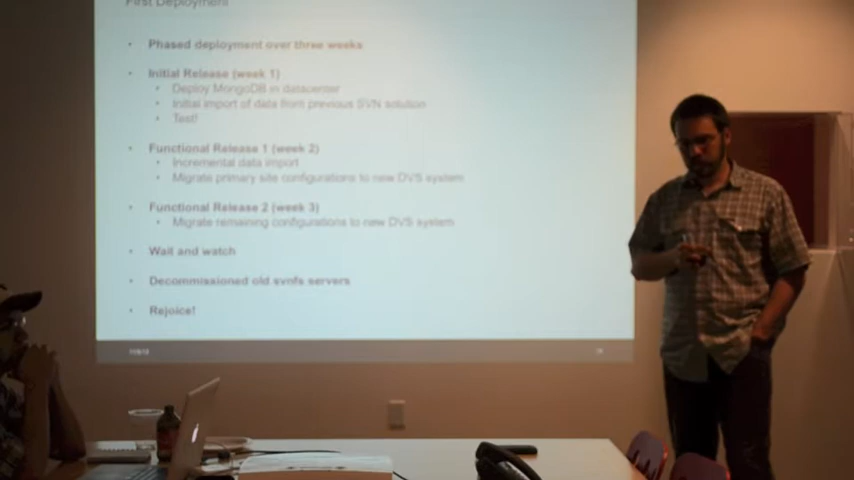 First Deployment
• Phased deployment over three weeks
• Initial Release (week 1)
• Deploy MongoDB in datacenter
• Initial import of data from previous SVN solution
• Test!
• Functional Release 1 (week 2)
• Incremental data import
• Migrate primary site configurations to new DVS system
• Functional Release 2 (week 3)
• Migrate remaining configurations to new DVS system
• Wait and watch
• Decommissioned old svnfs servers
• Rejoice!